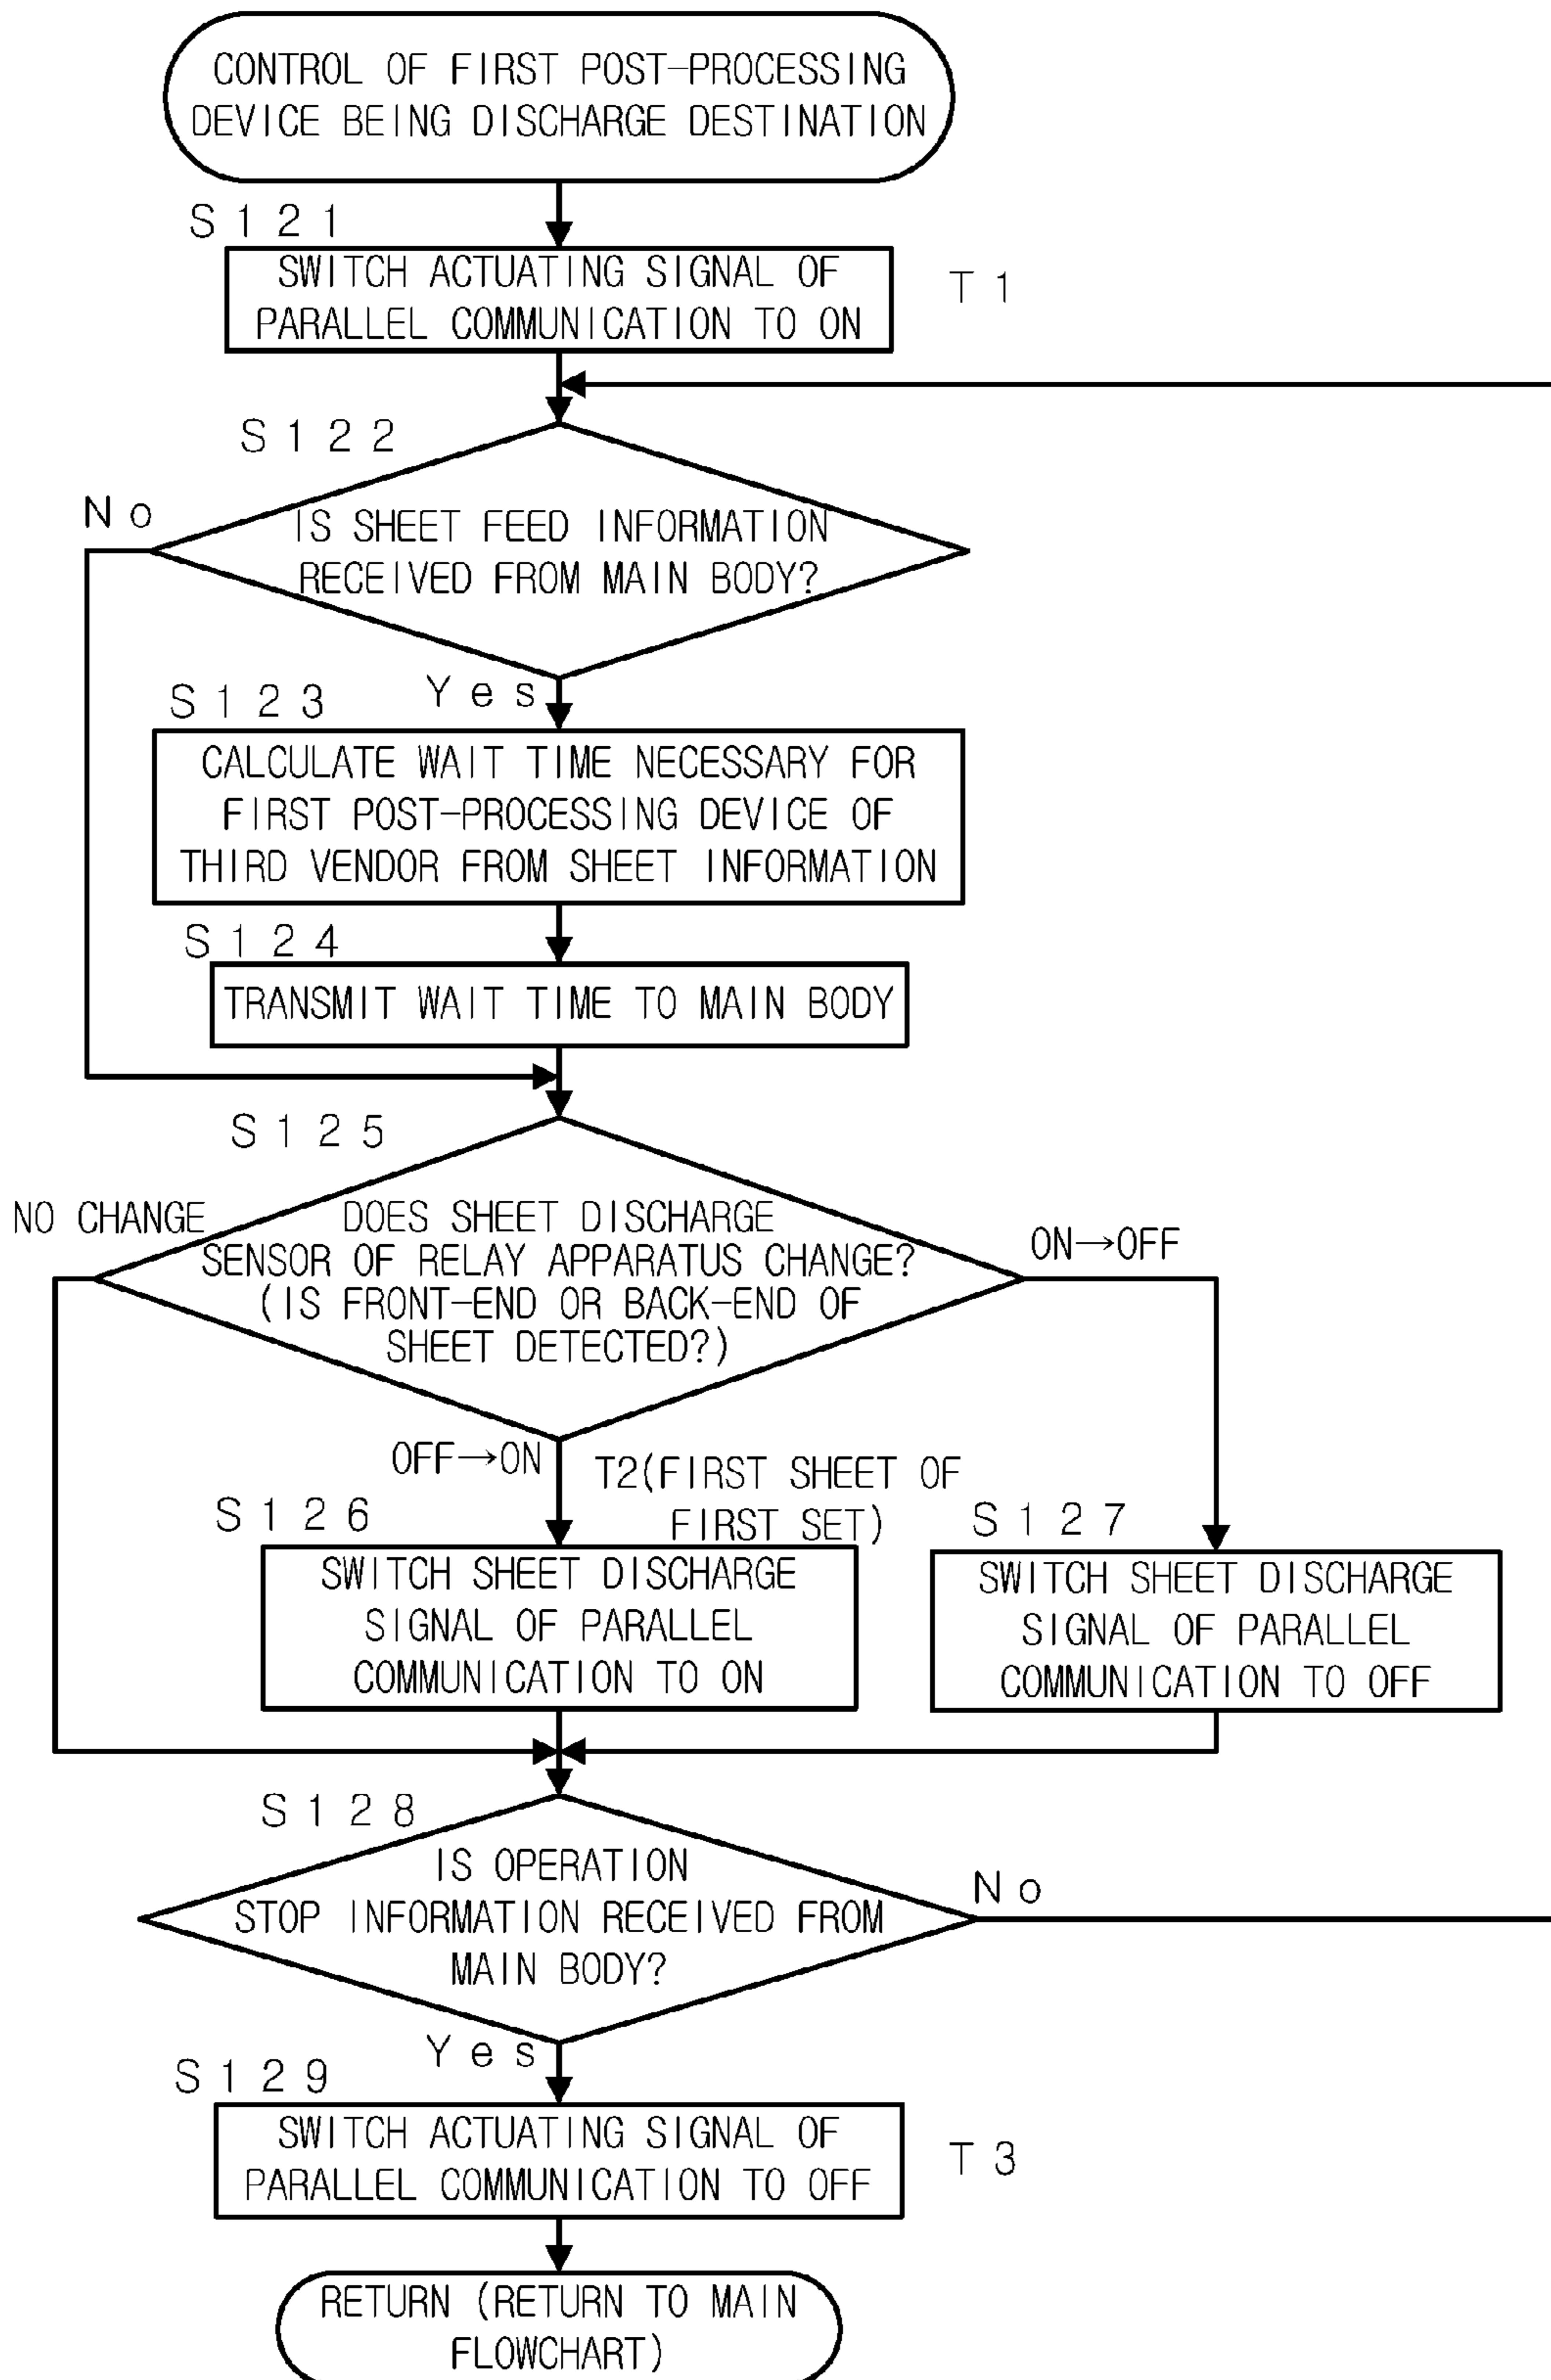 CONTROL OF FIRST POST-PROCESSING
DEVICE BEING DISCHARGE DESTINATION
S121
SWITCH ACTUATING SIGNAL OF
PARALLEL COMMUNICATION TO ON
T1
S122
No
IS SHEET FEED INFORMATION
RECEIVED FROM MAIN BODY?
Yes
S123
CALCULATE WAIT TIME NECESSARY FOR
FIRST POST-PROCESSING DEVICE OF
THIRD VENDOR FROM SHEET INFORMATION
S124
TRANSMIT WAIT TIME TO MAIN BODY
S125
NO CHANGE
DOES SHEET DISCHARGE
SENSOR OF RELAY APPARATUS CHANGE?
(IS FRONT-END OR BACK-END OF
SHEET DETECTED?)
ON→OFF
OFF→ON
T2(FIRST SHEET OF
FIRST SET)
S126
SWITCH SHEET DISCHARGE
SIGNAL OF PARALLEL
COMMUNICATION TO ON
S127
SWITCH SHEET DISCHARGE
SIGNAL OF PARALLEL
COMMUNICATION TO OFF
S128
IS OPERATION
STOP INFORMATION RECEIVED FROM
MAIN BODY?
No
Yes
S129
SWITCH ACTUATING SIGNAL OF
PARALLEL COMMUNICATION TO OFF
T3
RETURN (RETURN TO MAIN
FLOWCHART)